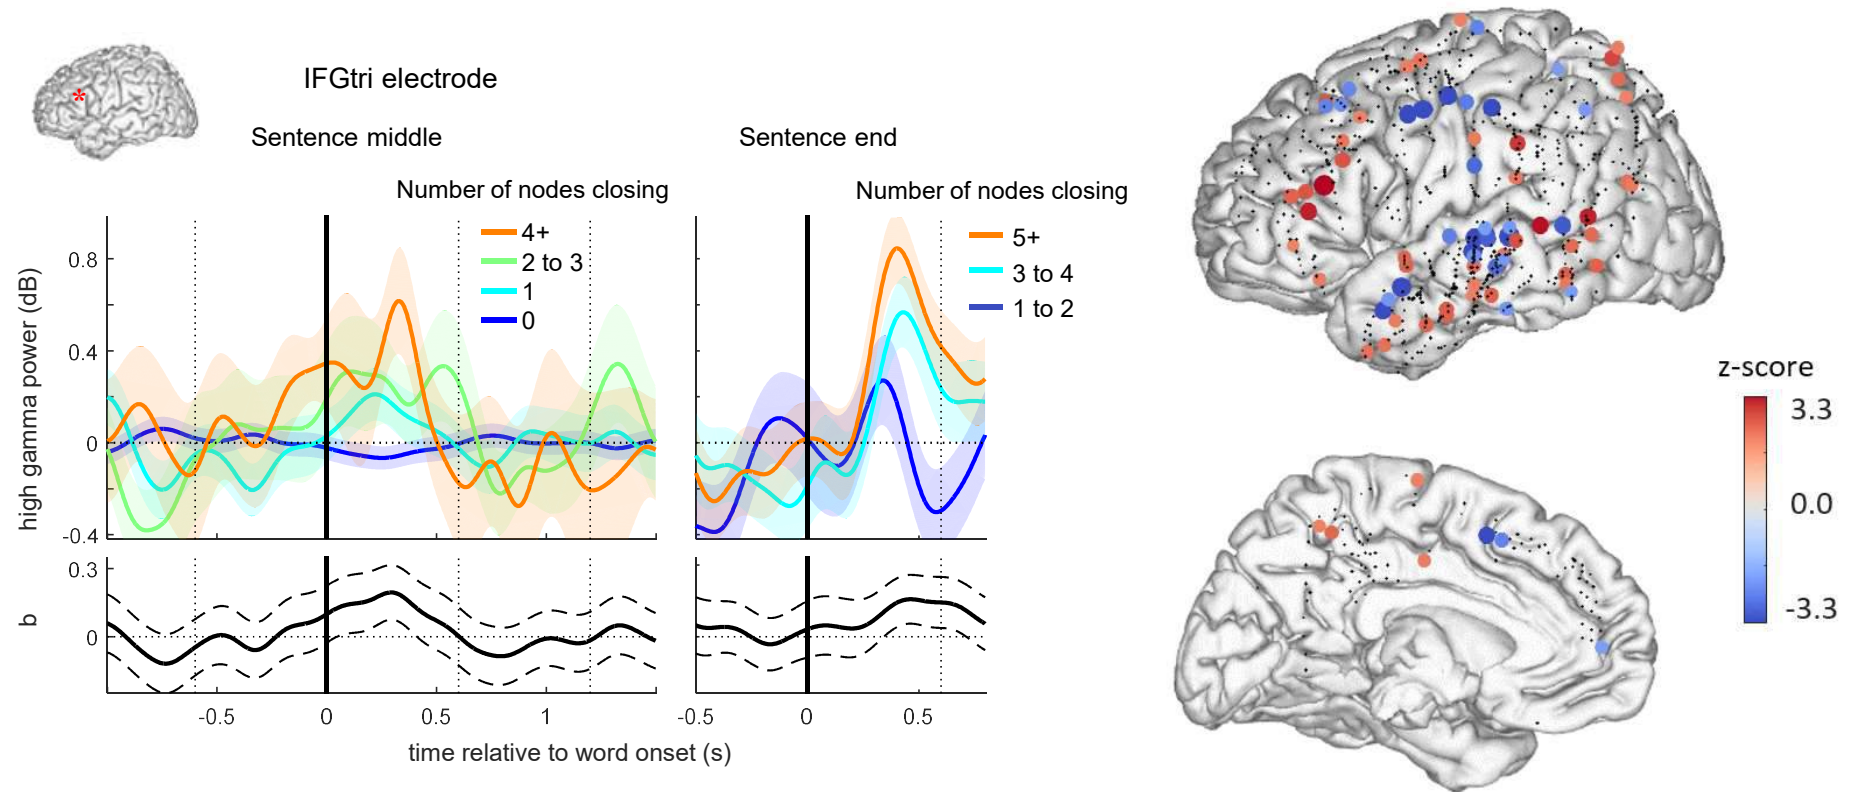 IFGtri electrode
Sentence middle
Sentence end
Number of nodes closing
4+
2 to 3
1
0
Number of nodes closing
5+
3 to 4
1 to 2
high gamma power (dB)
0.8
0.4
0
-0.4
b
0.3
0
-0.5 0 0.5 1
-0.5 0 0.5
time relative to word onset (s)
z-score
3.3
0.0
-3.3
*